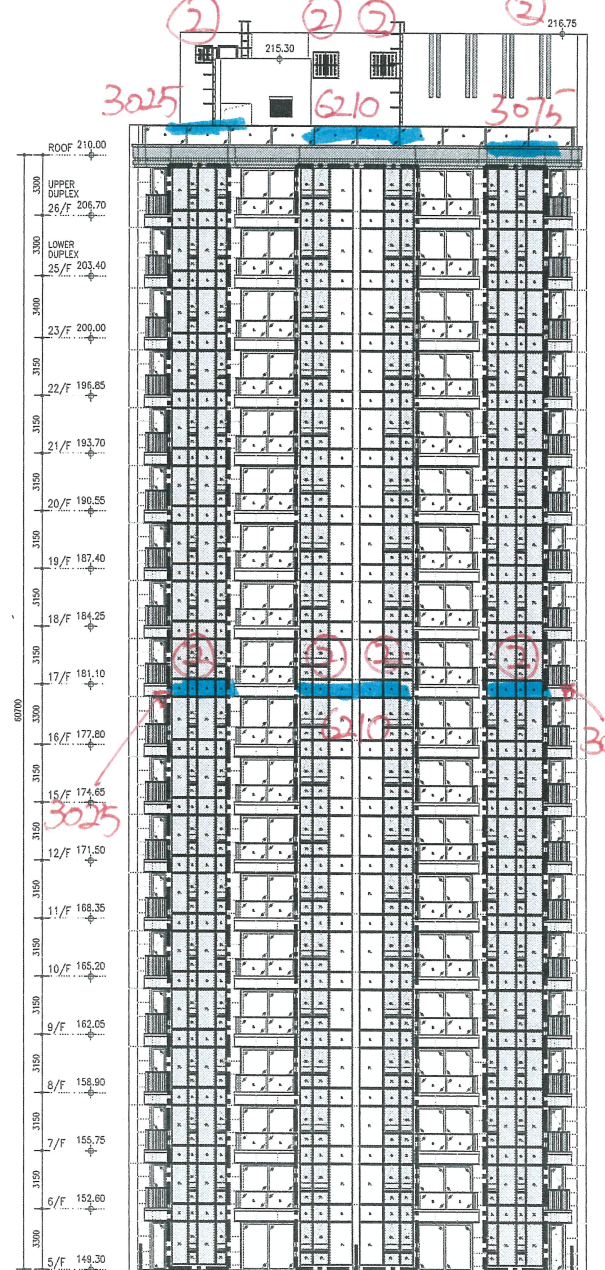 2 2 2 2
216.75
215.30
3025 6210 3075
ROOF 210.00
3300
UPPER
DUPLEX
26/F 206.70
3300
LOWER
DUPLEX
25/F 203.40
3400
23/F 200.00
3150
22/F 196.85
3150
21/F 193.70
3150
20/F 190.55
3150
19/F 187.40
3150
18/F 184.25
3150
2 2 2 2
17/F 181.10
60700
3300
6210
16/F 177.80
30
3150
15/F 174.65
3025
3150
12/F 171.50
3150
11/F 168.35
3150
10/F 165.20
3150
9/F 162.05
3150
8/F 158.90
3150
7/F 155.75
3150
6/F 152.60
3300
5/F 149.30